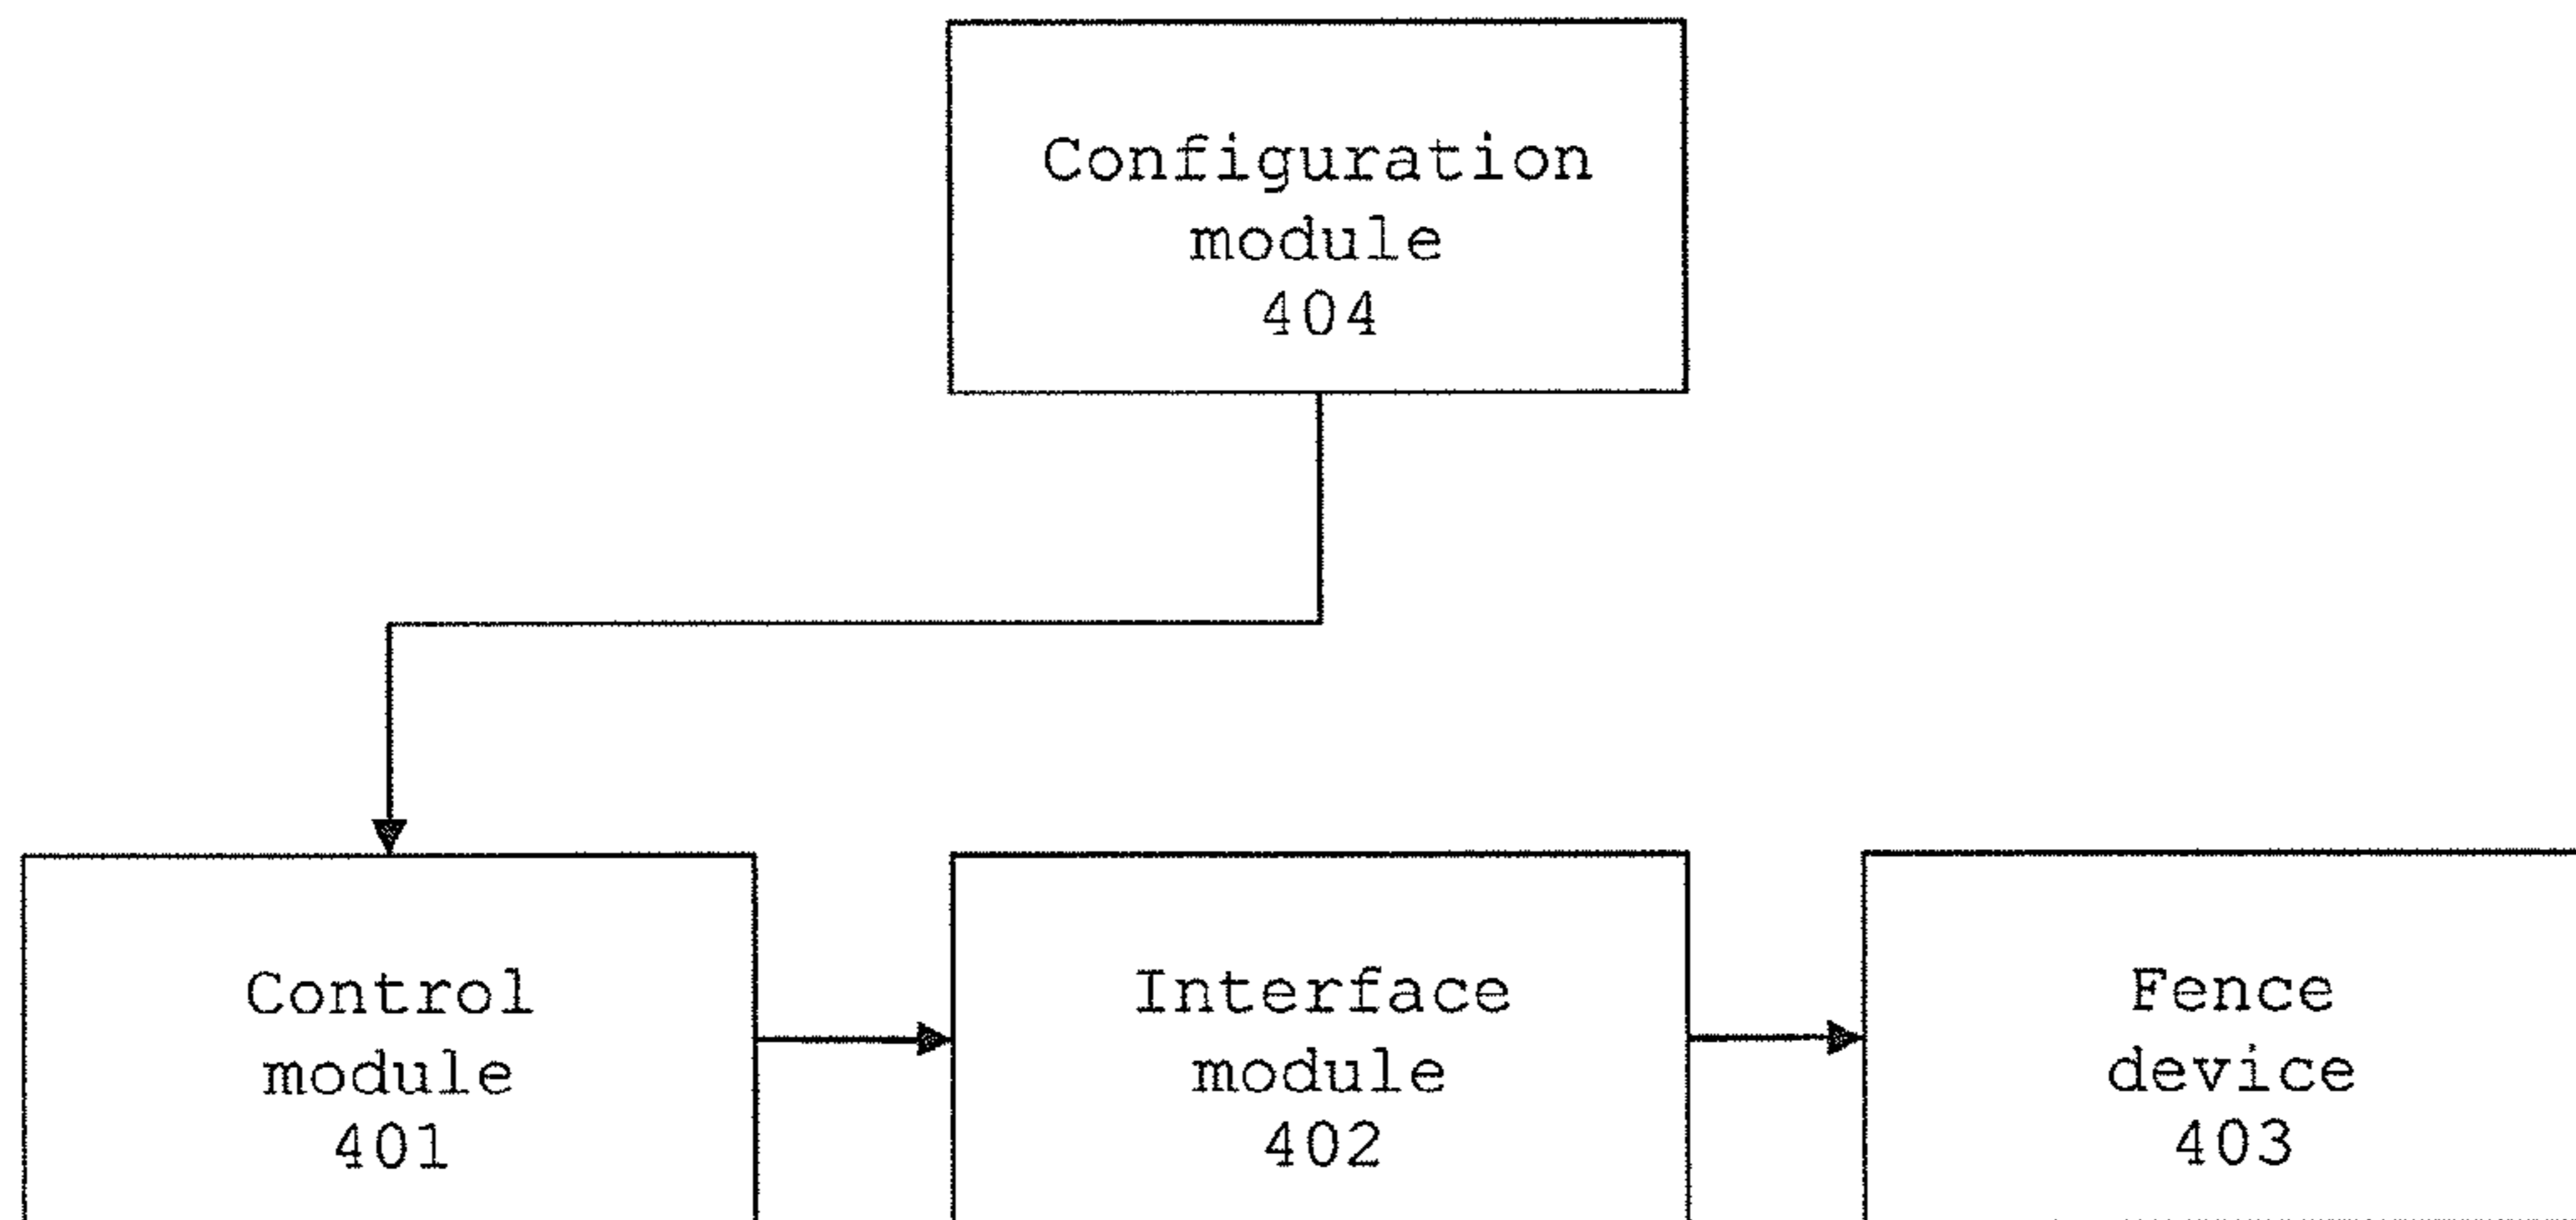 Configuration
module
404
Control
module
401
Interface
module
402
Fence
device
403